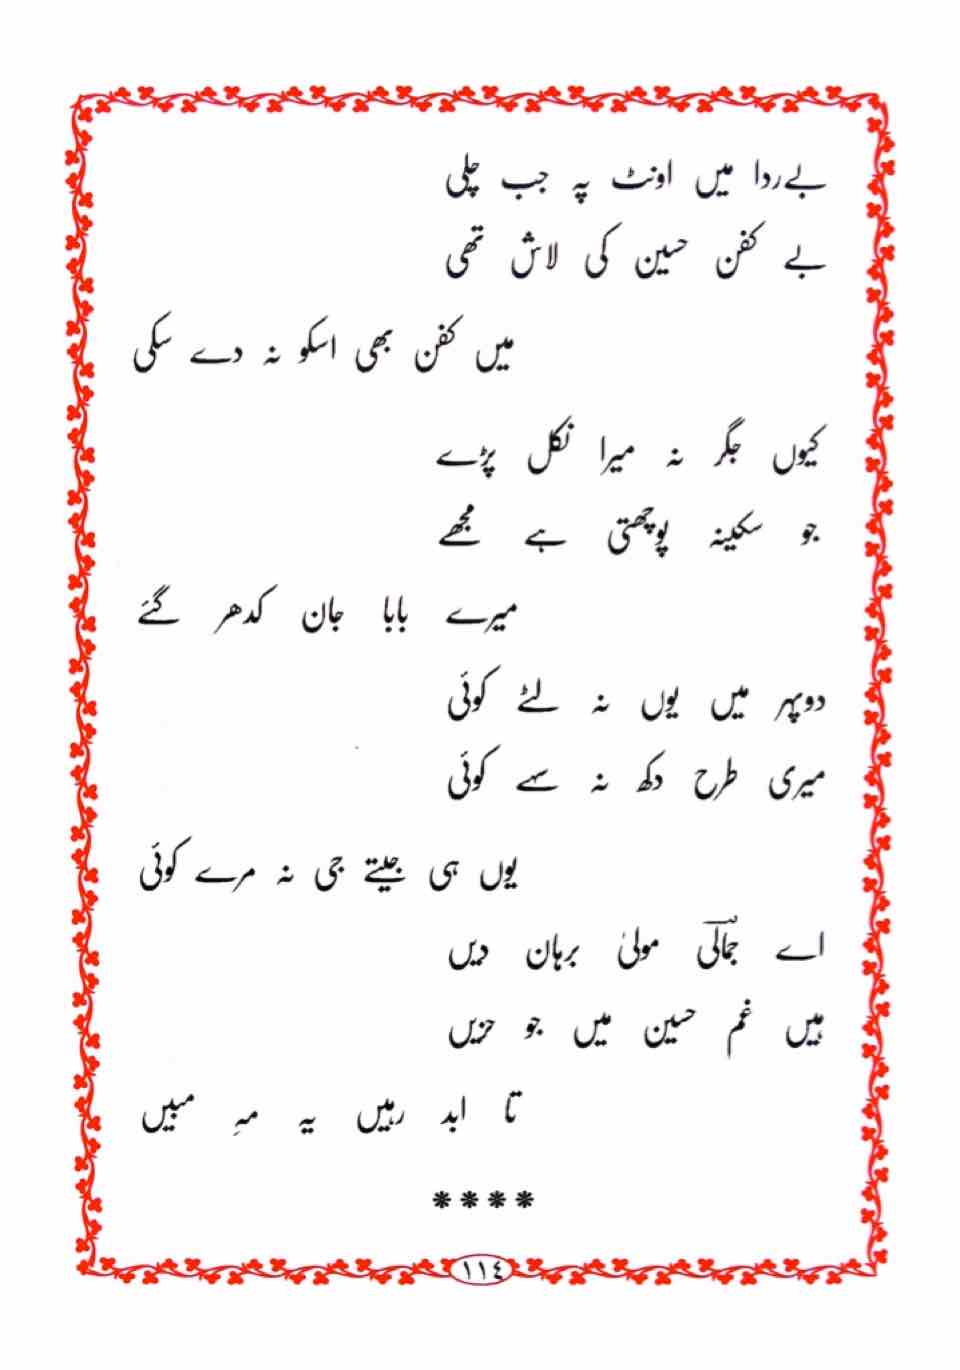 بے ردا میں اونٹ پہ جب چلی
بے کفن حسین کی لاش تھی
میں کفن بھی اسکو نہ دے سکی
کیوں جگر نہ میرا نکل پڑے
جو سکینہ پوچھتی ہے مجھے
میرے بابا جان کدھر گئے
دوپہر میں یوں نہ لٹے کوئی
میری طرح دکھ نہ سہے کوئی
یوں ہی جیتے جی نہ مرے کوئی
اے جمالیؔ مولیٰ برہان دیں
ہیں غم حسین میں جو حزیں
تا ابد رہیں یہ مہِ مبیں
****
١١٤